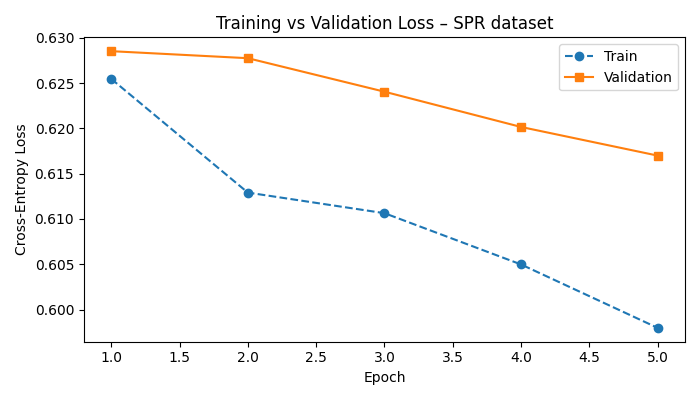 Training vs Validation Loss – SPR dataset
Train
Validation
Cross-Entropy Loss
0.630
0.625
0.620
0.615
0.610
0.605
0.600
1.0 1.5 2.0 2.5 3.0 3.5 4.0 4.5 5.0
Epoch